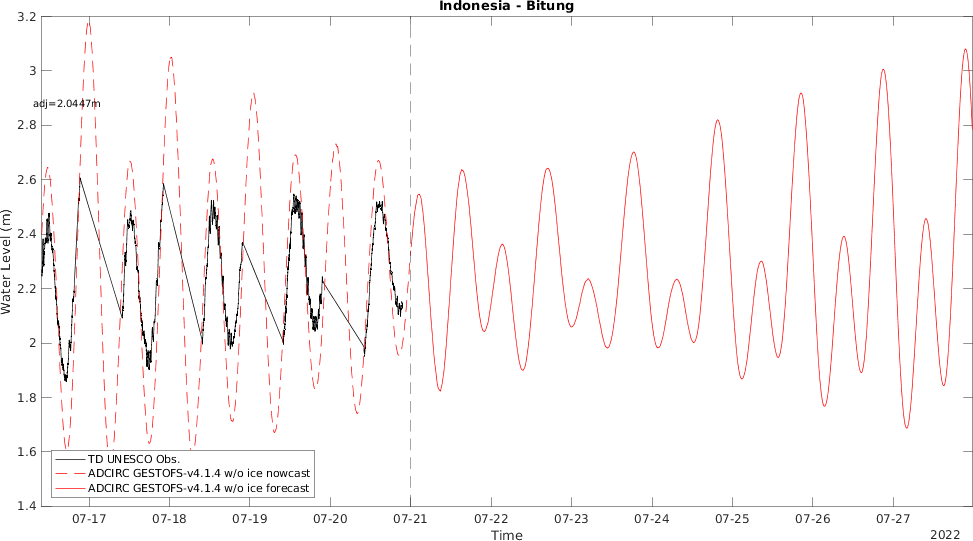 Indonesia - Bitung
3.2
3
adj=2.0447m
2.8
2.6
2.4
2.2
2
1.8
1.6
1.4
Water Level (m)
TD UNESCO Obs.
ADCIRC GESTOFS-v4.1.4 w/o ice nowcast
ADCIRC GESTOFS-v4.1.4 w/o ice forecast
07-17 07-18 07-19 07-20 07-21 07-22 07-23 07-24 07-25 07-26 07-27
Time
2022